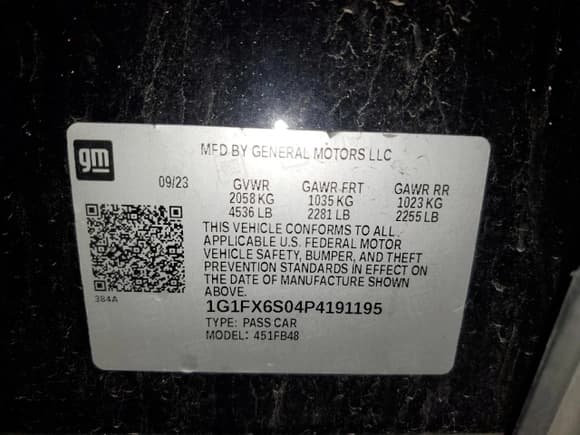 gm
MFD BY GENERAL MOTORS LLC
09/23
GVWR GAWR FRT GAWR RR
2058 KG 1035 KG 1023 KG
4536 LB 2281 LB 2255 LB
THIS VEHICLE CONFORMS TO ALL
APPLICABLE U.S. FEDERAL MOTOR
VEHICLE SAFETY, BUMPER, AND THEFT
PREVENTION STANDARDS IN EFFECT ON
THE DATE OF MANUFACTURE SHOWN
ABOVE.
384A
1G1FX6S04P4191195
TYPE: PASS CAR
MODEL: 451FB48